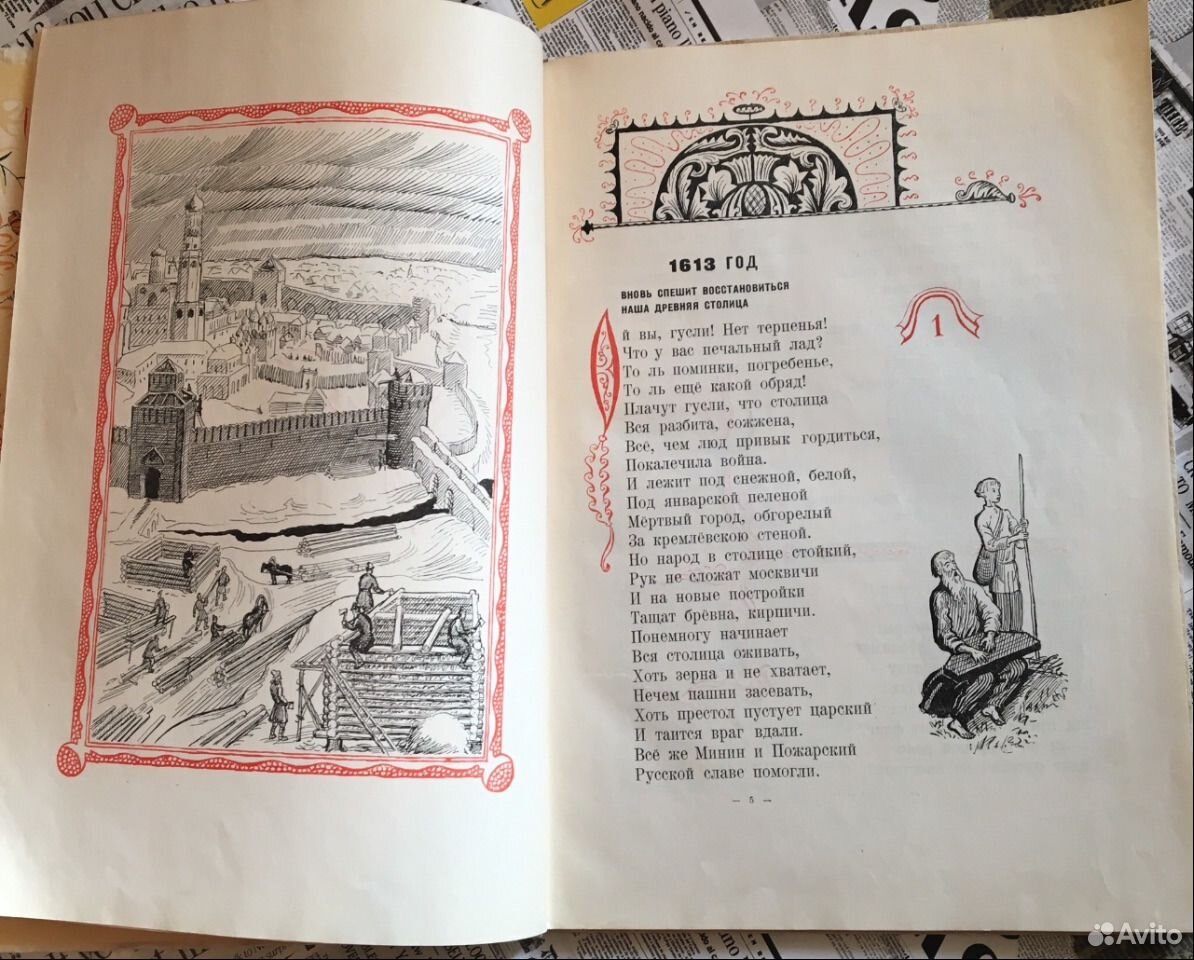 1613 ГОД
ВНОВЬ СПЕШИТ ВОССТАНОВИТЬСЯ
НАША ДРЕВНЯЯ СТОЛИЦА
1
Ой вы, гусли! Нет терпенья!
Что у вас печальный лад?
То ль поминки, погребенье,
То ль ещё какой обряд!
Плачут гусли, что столица
Вся разбита, сожжена,
Всё, чем люд привык гордиться,
Покалечила война.
И лежит под снежной, белой,
Под январской пеленой
Мёртвый город, обгорелый
За кремлёвскою стеной.
Но народ в столице стойкий,
Рук не сложат москвичи
И на новые постройки
Тащат брёвна, кирпичи.
Понемногу начинает
Вся столица оживать,
Хоть зерна и не хватает,
Нечем пашни засевать,
Хоть престол пустует царский
И таится враг вдали.
Всё же Минин и Пожарский
Русской славе помогли.
— 5 —
Avito